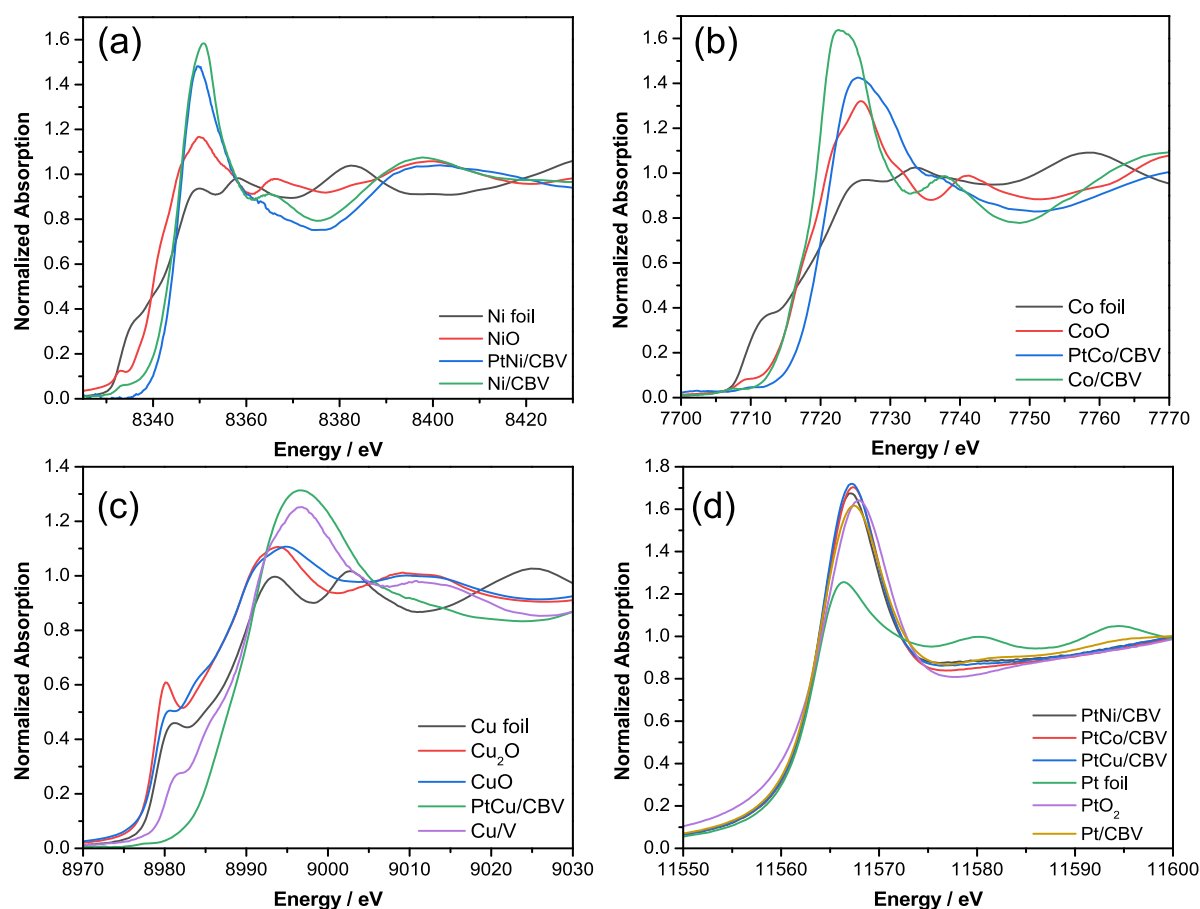 (a)
Normalized Absorption
1.6
1.4
1.2
1.0
0.8
0.6
0.4
0.2
0.0
Ni foil
NiO
PtNi/CBV
Ni/CBV
8340 8360 8380 8400 8420
Energy / eV
(b)
Normalized Absorption
1.6
1.4
1.2
1.0
0.8
0.6
0.4
0.2
0.0
Co foil
CoO
PtCo/CBV
Co/CBV
7700 7710 7720 7730 7740 7750 7760 7770
Energy / eV
(c)
Normalized Absorption
1.4
1.2
1.0
0.8
0.6
0.4
0.2
0.0
Cu foil
Cu₂O
CuO
PtCu/CBV
Cu/V
8970 8980 8990 9000 9010 9020 9030
Energy / eV
(d)
Normalized Absorption
1.8
1.6
1.4
1.2
1.0
0.8
0.6
0.4
0.2
0.0
PtNi/CBV
PtCo/CBV
PtCu/CBV
Pt foil
PtO₂
Pt/CBV
11550 11560 11570 11580 11590 11600
Energy / eV